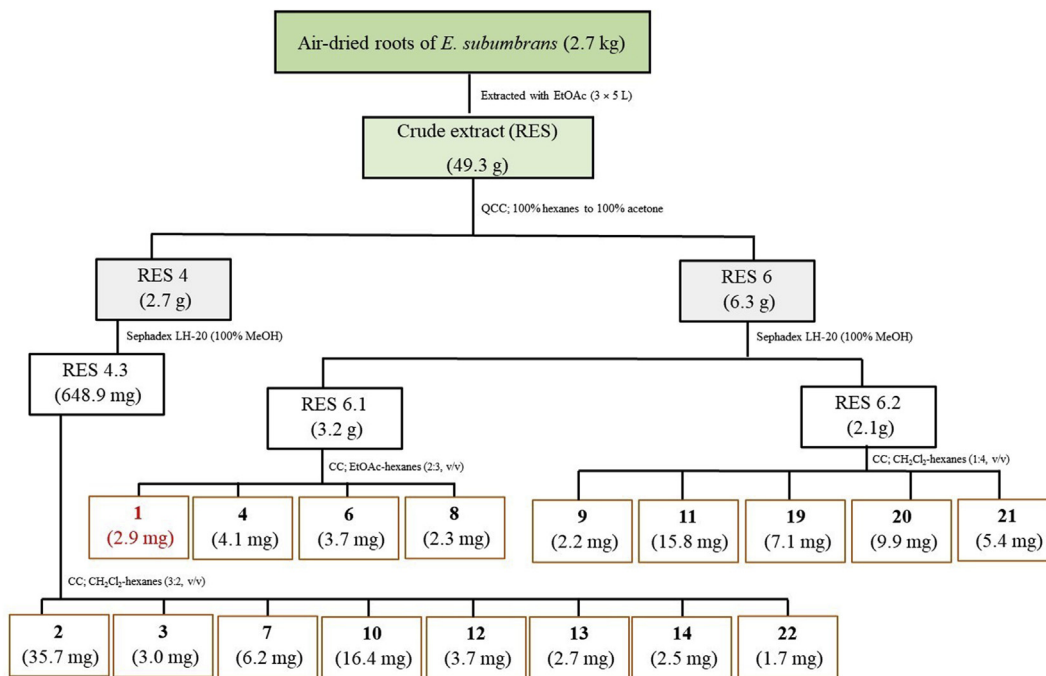 Air-dried roots of E. subumbrans (2.7 kg)
Extracted with EtOAc (3 × 5 L)
Crude extract (RES)
(49.3 g)
QCC; 100% hexanes to 100% acetone
RES 4
(2.7 g)
RES 6
(6.3 g)
Sephadex LH-20 (100% MeOH)
Sephadex LH-20 (100% MeOH)
RES 4.3
(648.9 mg)
RES 6.1
(3.2 g)
RES 6.2
(2.1g)
CC; EtOAc-hexanes (2:3, v/v)
CC; CH₂Cl₂-hexanes (1:4, v/v)
1
(2.9 mg)
4
(4.1 mg)
6
(3.7 mg)
8
(2.3 mg)
9
(2.2 mg)
11
(15.8 mg)
19
(7.1 mg)
20
(9.9 mg)
21
(5.4 mg)
CC; CH₂Cl₂-hexanes (3:2, v/v)
2
(35.7 mg)
3
(3.0 mg)
7
(6.2 mg)
10
(16.4 mg)
12
(3.7 mg)
13
(2.7 mg)
14
(2.5 mg)
22
(1.7 mg)